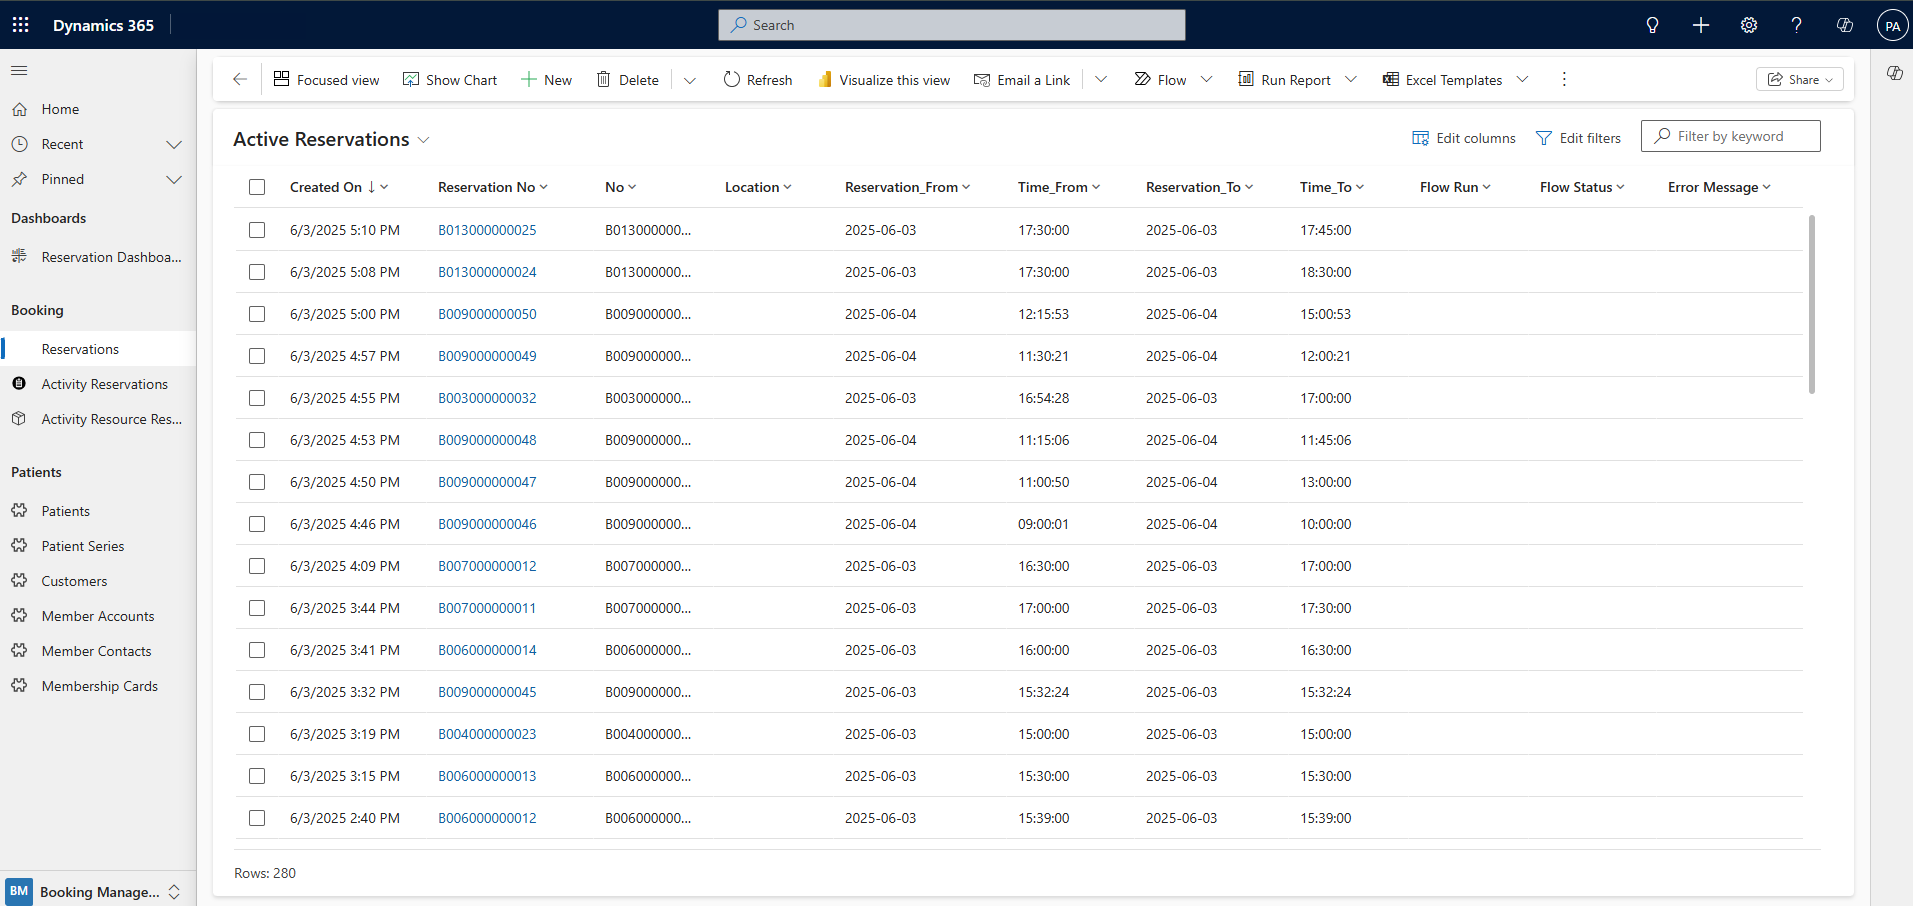 Dynamics 365
Search
PA
Focused view
Show Chart
New
Delete
Refresh
Visualize this view
Email a Link
Flow
Run Report
Excel Templates
Share
Home
Recent
Pinned
Dashboards
Reservation Dashboa...
Booking
Reservations
Activity Reservations
Activity Resource Res...
Patients
Patients
Patient Series
Customers
Member Accounts
Member Contacts
Membership Cards
BM Booking Manage...
Active Reservations
Edit columns
Edit filters
Filter by keyword
Created On Reservation No No Location Reservation_From Time_From Reservation_To Time_To Flow Run Flow Status Error Message
6/3/2025 5:10 PM B013000000025 B013000000... 2025-06-03 17:30:00 2025-06-03 17:45:00
6/3/2025 5:08 PM B013000000024 B013000000... 2025-06-03 17:30:00 2025-06-03 18:30:00
6/3/2025 5:00 PM B009000000050 B009000000... 2025-06-04 12:15:53 2025-06-04 15:00:53
6/3/2025 4:57 PM B009000000049 B009000000... 2025-06-04 11:30:21 2025-06-04 12:00:21
6/3/2025 4:55 PM B003000000032 B003000000... 2025-06-03 16:54:28 2025-06-03 17:00:00
6/3/2025 4:53 PM B009000000048 B009000000... 2025-06-04 11:15:06 2025-06-04 11:45:06
6/3/2025 4:50 PM B009000000047 B009000000... 2025-06-04 11:00:50 2025-06-04 13:00:00
6/3/2025 4:46 PM B009000000046 B009000000... 2025-06-04 09:00:01 2025-06-04 10:00:00
6/3/2025 4:09 PM B007000000012 B007000000... 2025-06-03 16:30:00 2025-06-03 17:00:00
6/3/2025 3:44 PM B007000000011 B007000000... 2025-06-03 17:00:00 2025-06-03 17:30:00
6/3/2025 3:41 PM B006000000014 B006000000... 2025-06-03 16:00:00 2025-06-03 16:30:00
6/3/2025 3:32 PM B009000000045 B009000000... 2025-06-03 15:32:24 2025-06-03 15:32:24
6/3/2025 3:19 PM B004000000023 B004000000... 2025-06-03 15:00:00 2025-06-03 15:00:00
6/3/2025 3:15 PM B006000000013 B006000000... 2025-06-03 15:30:00 2025-06-03 15:30:00
6/3/2025 2:40 PM B006000000012 B006000000... 2025-06-03 15:39:00 2025-06-03 15:39:00
Rows: 280